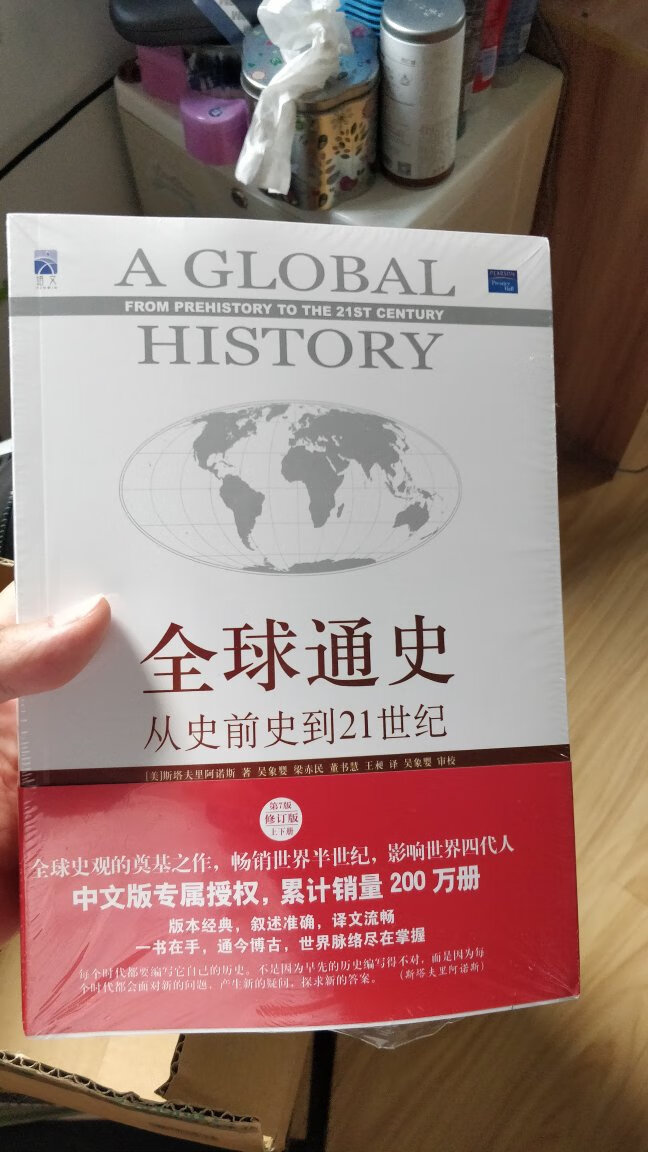 A GLOBAL
FROM PREHISTORY TO THE 21ST CENTURY
HISTORY
培文
PEARSON
Prentice
Hall
全球通史
从史前史到21世纪
[美]斯塔夫里阿诺斯 著 吴象婴 梁赤民 董书慧 王昶 译 吴象婴 审校
第7版
修订版
上下册
全球史观的奠基之作，畅销世界半世纪，影响世界四代人
中文版专属授权，累计销量 200 万册
版本经典，叙述准确，译文流畅
一书在手，通今博古，世界脉络尽在掌握
每个时代都要编写它自己的历史。不是因为早先的历史编写得不对，而是因为每
个时代都会面对新的问题，产生新的疑问，探求新的答案。 （斯塔夫里阿诺斯）